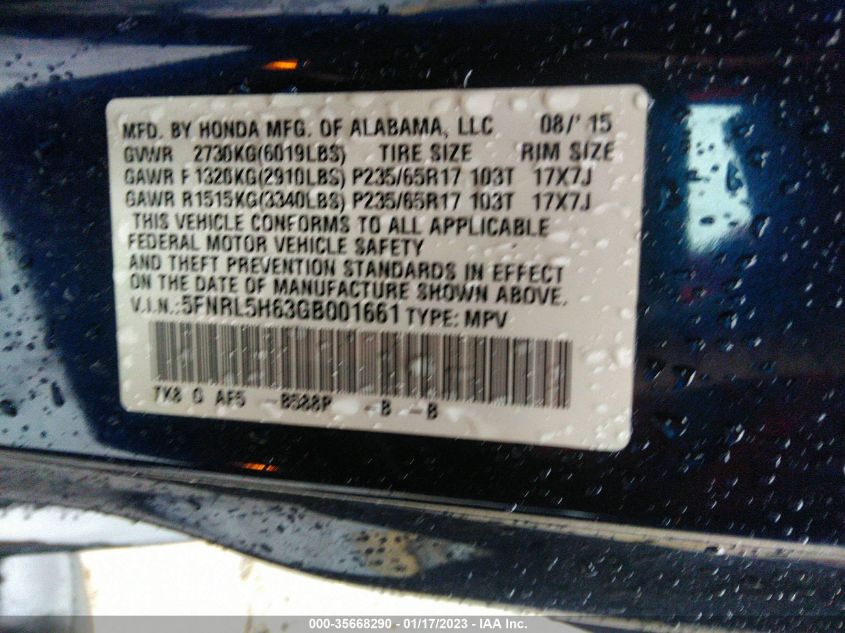 MFD. BY HONDA MFG. OF ALABAMA, LLC 08/'15
GVWR 2730KG(6019LBS) TIRE SIZE RIM SIZE
GAWR F 1320KG(2910LBS) P235/65R17 103T 17X7J
GAWR R 1515KG(3340LBS) P235/65R17 103T 17X7J
THIS VEHICLE CONFORMS TO ALL APPLICABLE
FEDERAL MOTOR VEHICLE SAFETY
AND THEFT PREVENTION STANDARDS IN EFFECT
ON THE DATE OF MANUFACTURE SHOWN ABOVE.
V.I.N.:5FNRL5H63GB001661 TYPE: MPV
7K8 0 AF5 -B588P -B -B
000-35668290 - 01/17/2023 - IAA Inc.